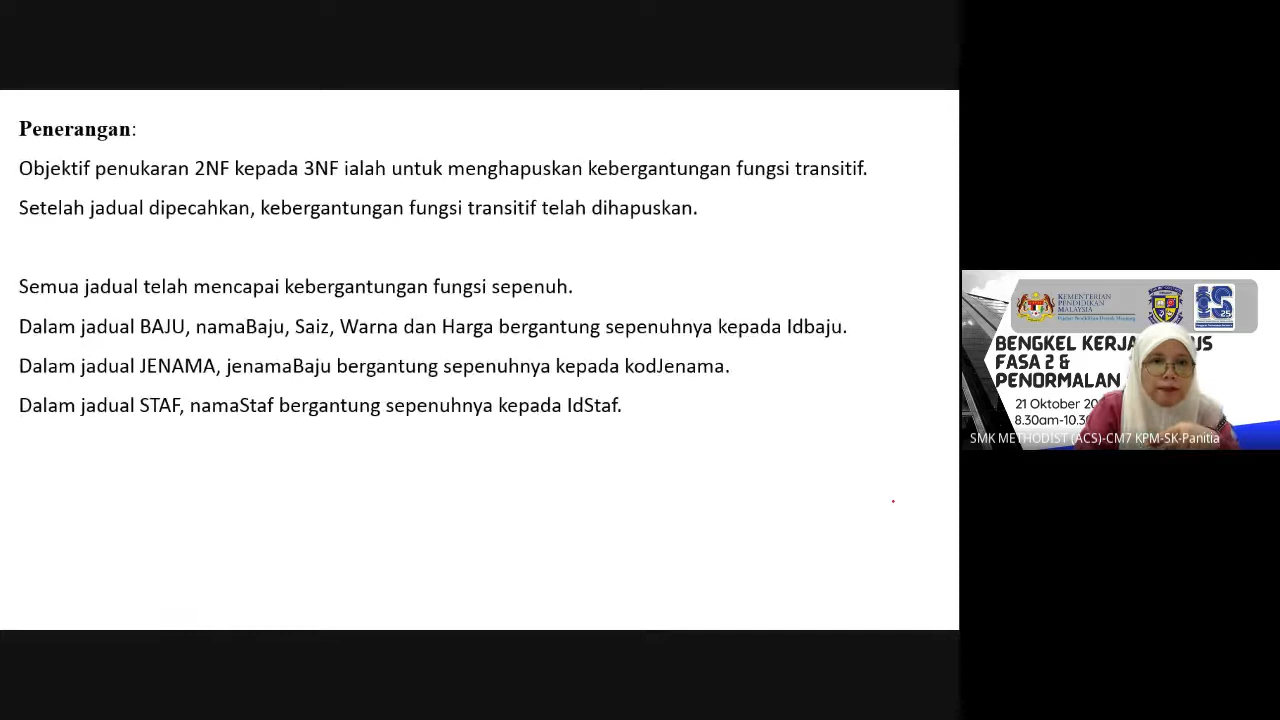 Penerangan:
Objektif penukaran 2NF kepada 3NF ialah untuk menghapuskan kebergantungan fungsi transitif.
Setelah jadual dipecahkan, kebergantungan fungsi transitif telah dihapuskan.
Semua jadual telah mencapai kebergantungan fungsi sepenuh.
Dalam jadual BAJU, namaBaju, Saiz, Warna dan Harga bergantung sepenuhnya kepada Idbaju.
Dalam jadual JENAMA, jenamaBaju bergantung sepenuhnya kepada kodJenama.
Dalam jadual STAF, namaStaf bergantung sepenuhnya kepada IdStaf.
KEMENTERIAN
PENDIDIKAN
MALAYSIA
25
BENGKEL KERJA
FASA 2 &
PENORMALAN
21 Oktober 20
8.30am-10.30
SMK METHODIST (ACS)-CM7 KPM-SK-Panitia